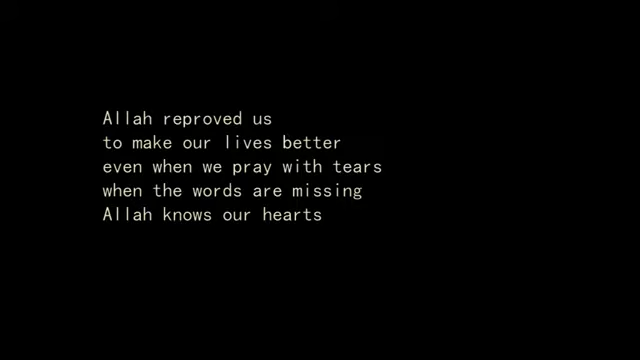 Allah reproved us
to make our lives better
even when we pray with tears
when the words are missing
Allah knows our hearts